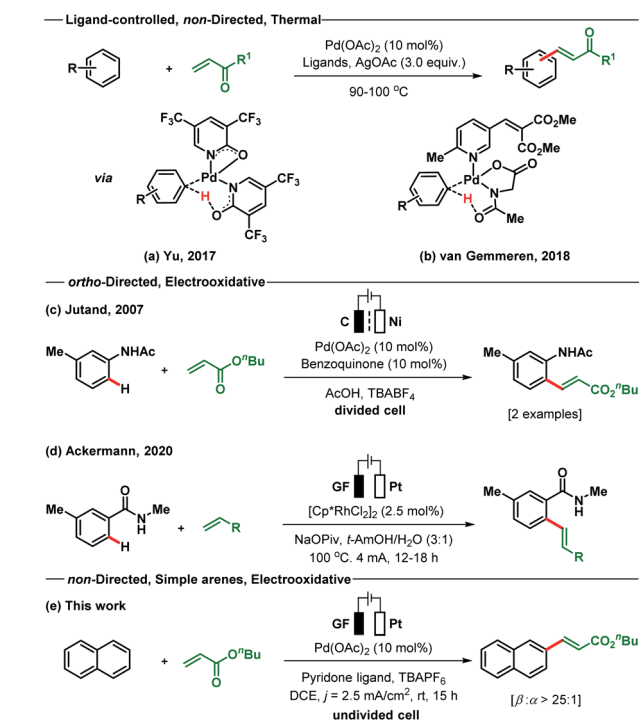 Ligand-controlled, non-Directed, Thermal
R
+
R¹
O
Pd(OAc)₂ (10 mol%)
Ligands, AgOAc (3.0 equiv.)
90-100 °C
R
O
R¹
via
F₃C
CF₃
N
O
Pd
R
H
N
O
CF₃
CF₃
Me
N
CO₂Me
CO₂Me
Pd
O
O
R
H
N
O
Me
(a) Yu, 2017
(b) van Gemmeren, 2018
ortho-Directed, Electrooxidative
(c) Jutand, 2007
Me
NHAc
H
+
OⁿBu
O
C
Ni
Pd(OAc)₂ (10 mol%)
Benzoquinone (10 mol%)
AcOH, TBABF₄
divided cell
Me
NHAc
CO₂ⁿBu
[2 examples]
(d) Ackermann, 2020
Me
O
N
H
Me
H
+
R
GF
Pt
[Cp*RhCl₂]₂ (2.5 mol%)
NaOPiv, t-AmOH/H₂O (3:1)
100 °C. 4 mA, 12-18 h
Me
O
N
H
Me
R
non-Directed, Simple arenes, Electrooxidative
(e) This work
+
OⁿBu
O
GF
Pt
Pd(OAc)₂ (10 mol%)
Pyridone ligand, TBAPF₆
DCE, j = 2.5 mA/cm², rt, 15 h
undivided cell
CO₂ⁿBu
[β:α > 25:1]